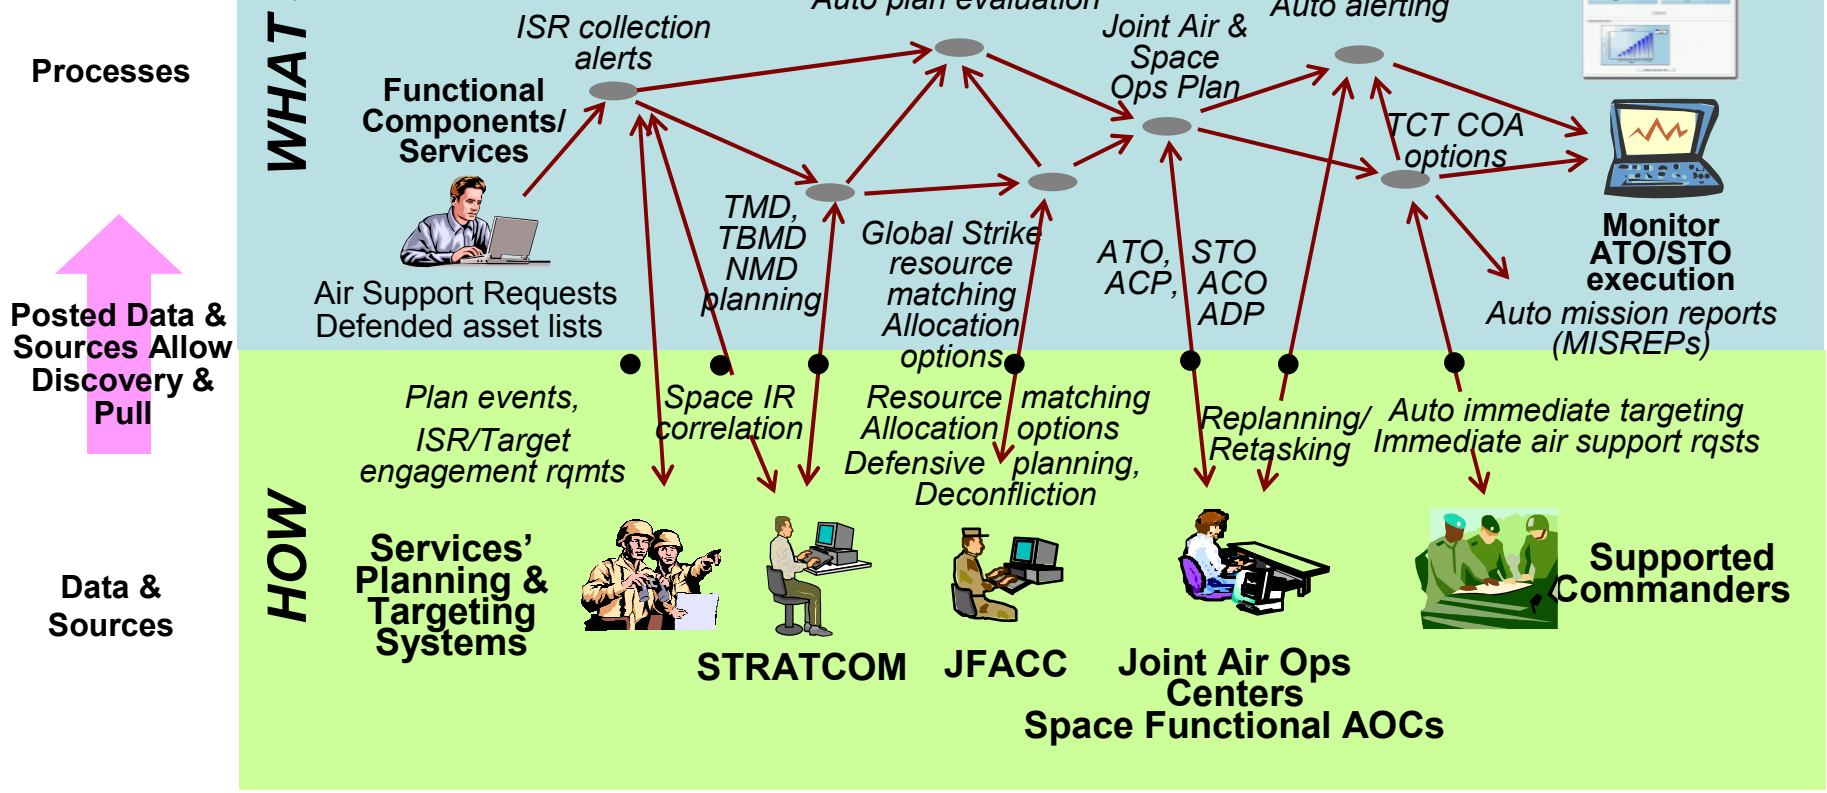 Processes
Posted Data &
Sources Allow
Discovery &
Pull
Data &
Sources
WHAT
ISR collection
alerts
Auto plan evaluation
Joint Air &
Space
Ops Plan
Auto alerting
Functional
Components/
Services
TCT COA
options
Air Support Requests
Defended asset lists
TMD,
TBMD
NMD
planning
Global Strike
resource
matching
Allocation
options
ATO, STO
ACP, ACO
ADP
Monitor
ATO/STO
execution
Auto mission reports
(MISREPs)
HOW
Plan events,
ISR/Target
engagement rqmts
Space IR
correlation
Resource matching
Allocation options
Defensive planning,
Deconfliction
Replanning/
Retasking
Auto immediate targeting
Immediate air support rqsts
Services’
Planning &
Targeting
Systems
STRATCOM
JFACC
Joint Air Ops
Centers
Space Functional AOCs
Supported
Commanders